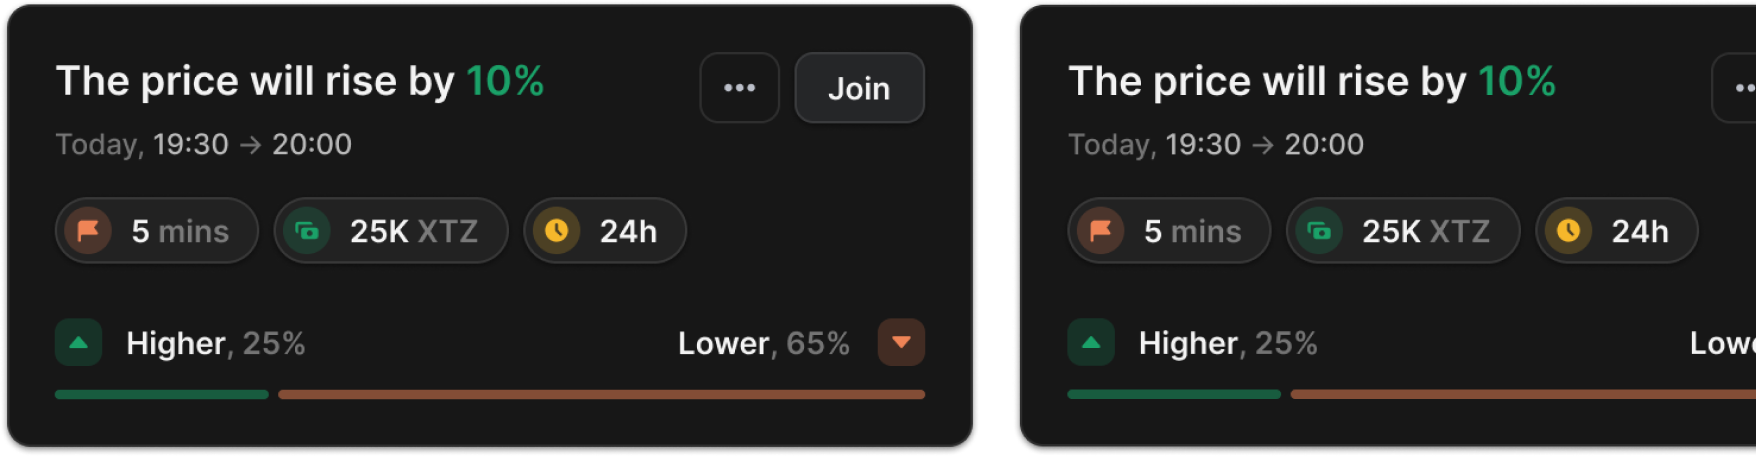 The price will rise by 10%
••• Join
Today, 19:30 → 20:00
5 mins
25K XTZ
24h
Higher, 25%
Lower, 65%
The price will rise by 10%
Today, 19:30 → 20:00
5 mins
25K XTZ
24h
Higher, 25%